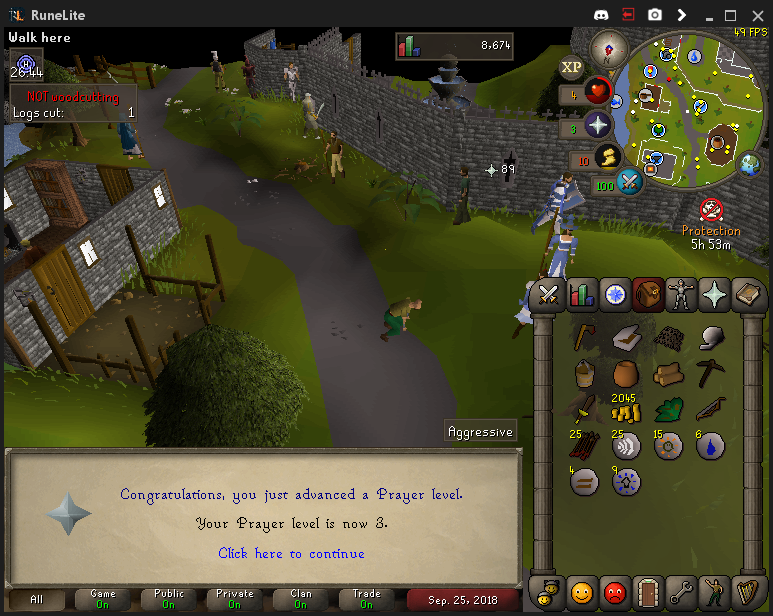 RuneLite
Walk here
49 FPS
8,674
XP
26:44
4
NOT woodcutting
Logs cut: 1
3
89
10
100
Protection
5h 53m
2045
25
25
15
6
4
9
Aggressive
Congratulations, you just advanced a Prayer level.
Your Prayer level is now 3.
Click here to continue
All
Game
On
Public
On
Private
On
Clan
On
Trade
On
Sep. 25, 2018